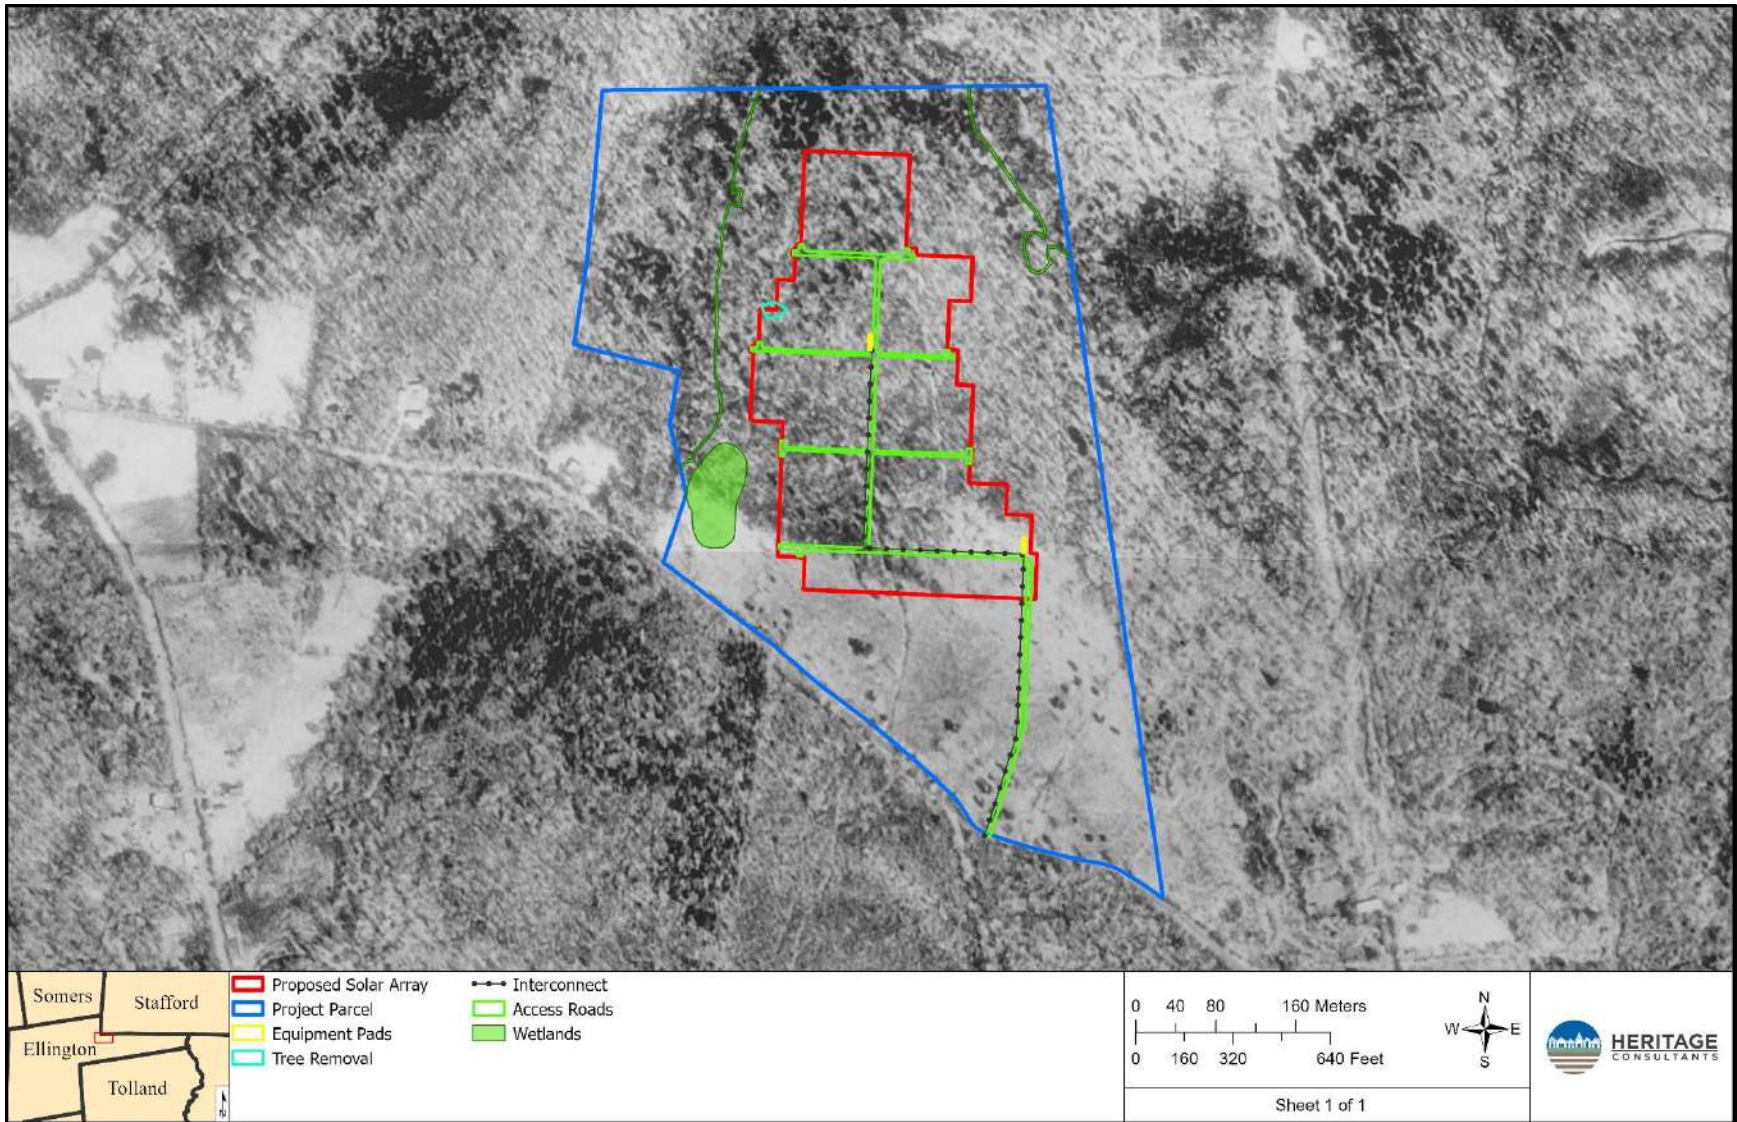 Somers
Stafford
Ellington
Tolland
N
Proposed Solar Array
Project Parcel
Equipment Pads
Tree Removal
Interconnect
Access Roads
Wetlands
0 40 80 160 Meters
0 160 320 640 Feet
N
W E
S
Sheet 1 of 1
HERITAGE
CONSULTANTS